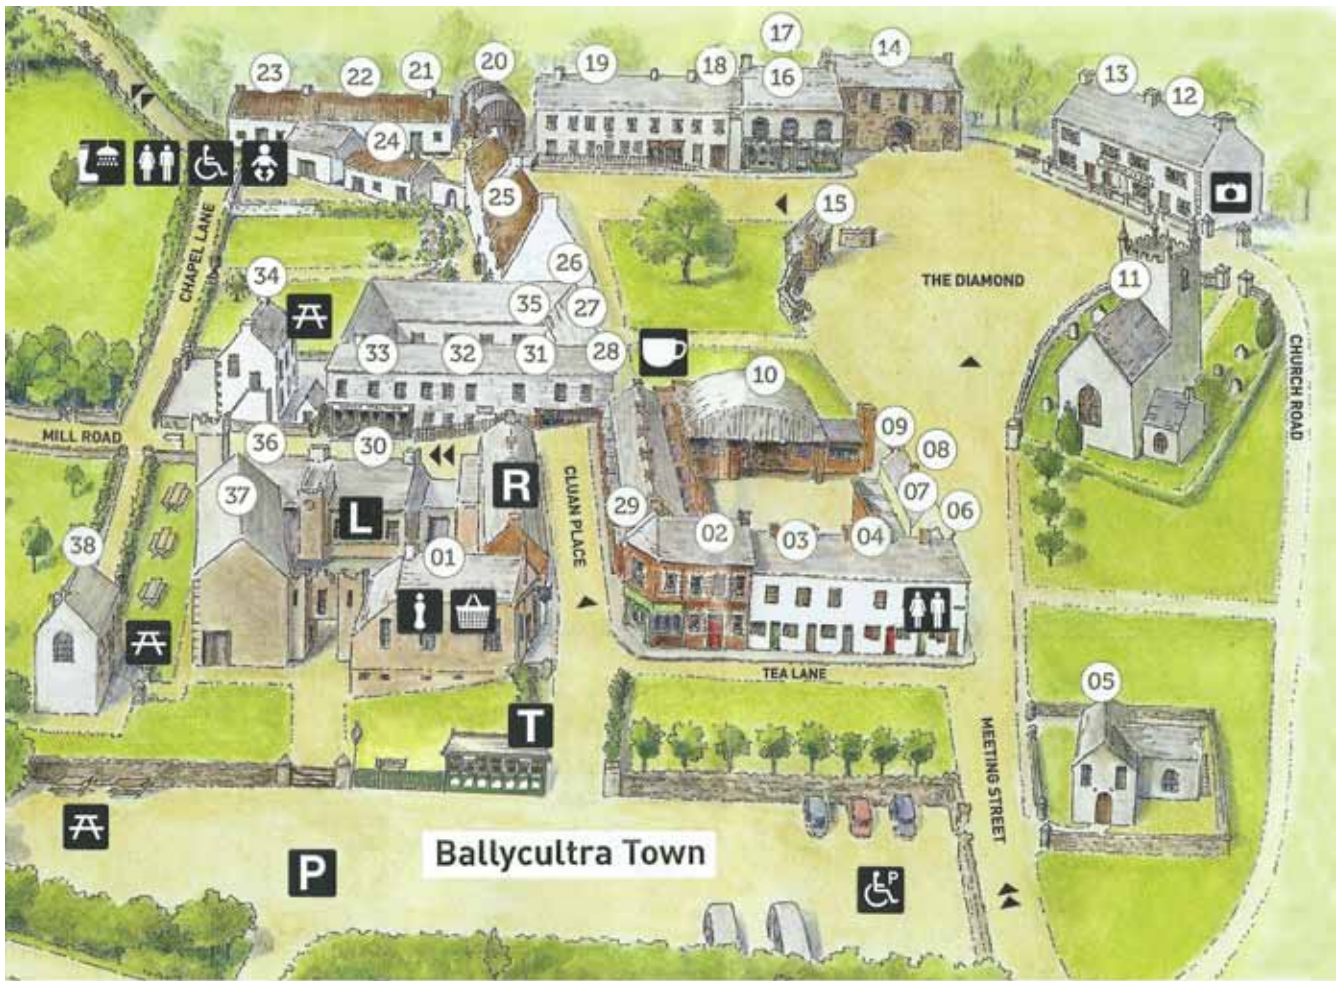 17
20
19
18
16
14
23
22
21
13
12
24
25
15
CHAPEL LANE
34
26
THE DIAMOND
11
35
27
33
32
31
28
CHURCH ROAD
10
MILL ROAD
36
30
09
08
37
R
CLUAN PLACE
07
L
29
02
03
04
06
38
01
i
TEA LANE
05
T
MEETING STREET
Ballycultra Town
P
P